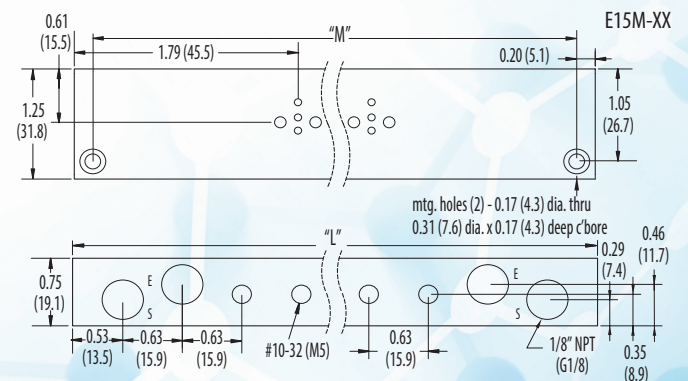 E15M-XX
0.61
(15.5)
"M"
1.79 (45.5)
0.20 (5.1)
1.25
(31.8)
1.05
(26.7)
mtg. holes (2) - 0.17 (4.3) dia. thru
0.31 (7.6) dia. x 0.17 (4.3) deep c'bore
"L"
0.29
(7.4)
0.46
(11.7)
0.75
(19.1)
E
S
E
S
0.53
(13.5)
0.63
(15.9)
0.63
(15.9)
#10-32 (M5)
0.63
(15.9)
1/8" NPT
(G1/8)
0.35
(8.9)